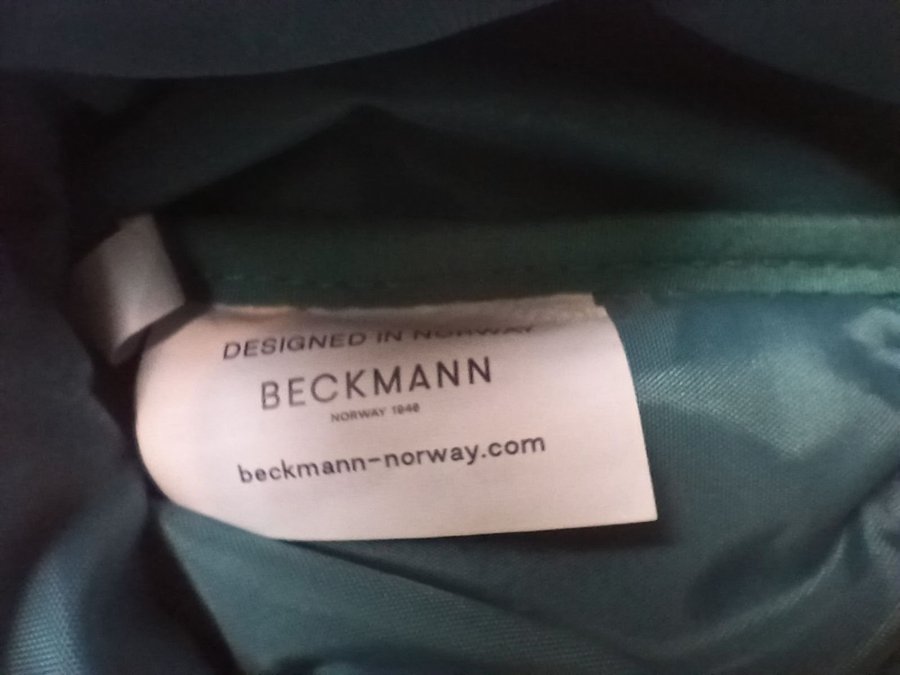 DESIGNED IN NORWAY
BECKMANN
NORWAY 1946
beckmann-norway.com